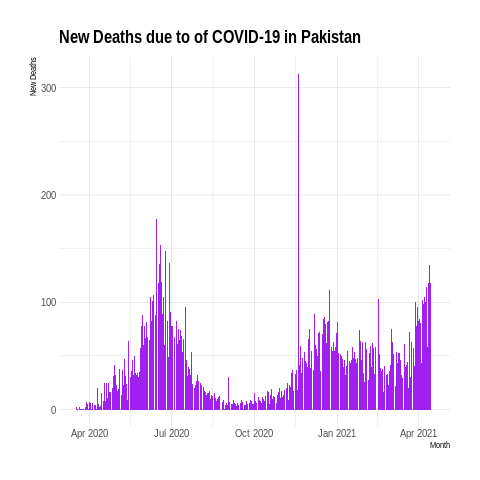 New Deaths due to of COVID-19 in Pakistan
New Deaths
300
200
100
0
Apr 2020 Jul 2020 Oct 2020 Jan 2021 Apr 2021
Month